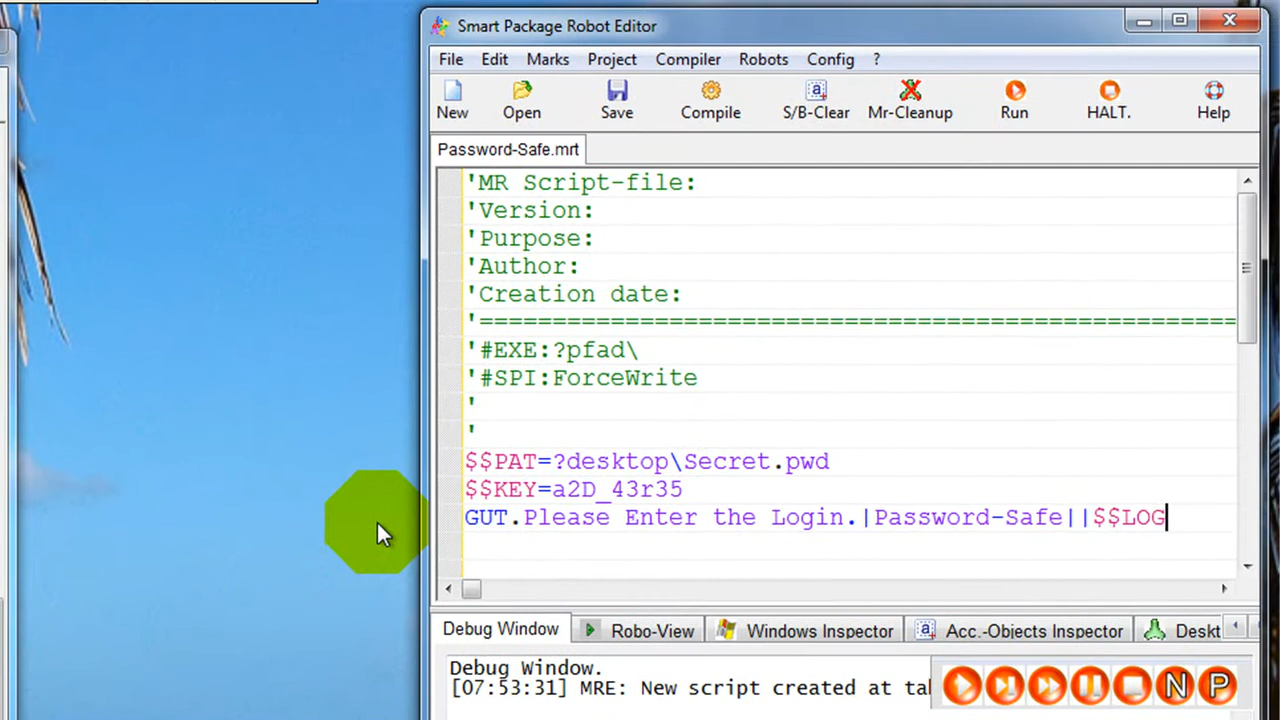 Smart Package Robot Editor
File Edit Marks Project Compiler Robots Config ?
New Open Save Compile S/B-Clear Mr-Cleanup Run HALT. Help
Password-Safe.mrt
'MR Script-file:
'Version:
'Purpose:
'Author:
'Creation date:
'====================================================
'#EXE:?pfad\
'#SPI:ForceWrite
'
'
$$PAT=?desktop\Secret.pwd
$$KEY=a2D_43r35
GUT.Please Enter the Login.|Password-Safe||$$LOG
Debug Window Robo-View Windows Inspector Acc.-Objects Inspector Deskt
Debug Window.
[07:53:31] MRE: New script created at tab
N P